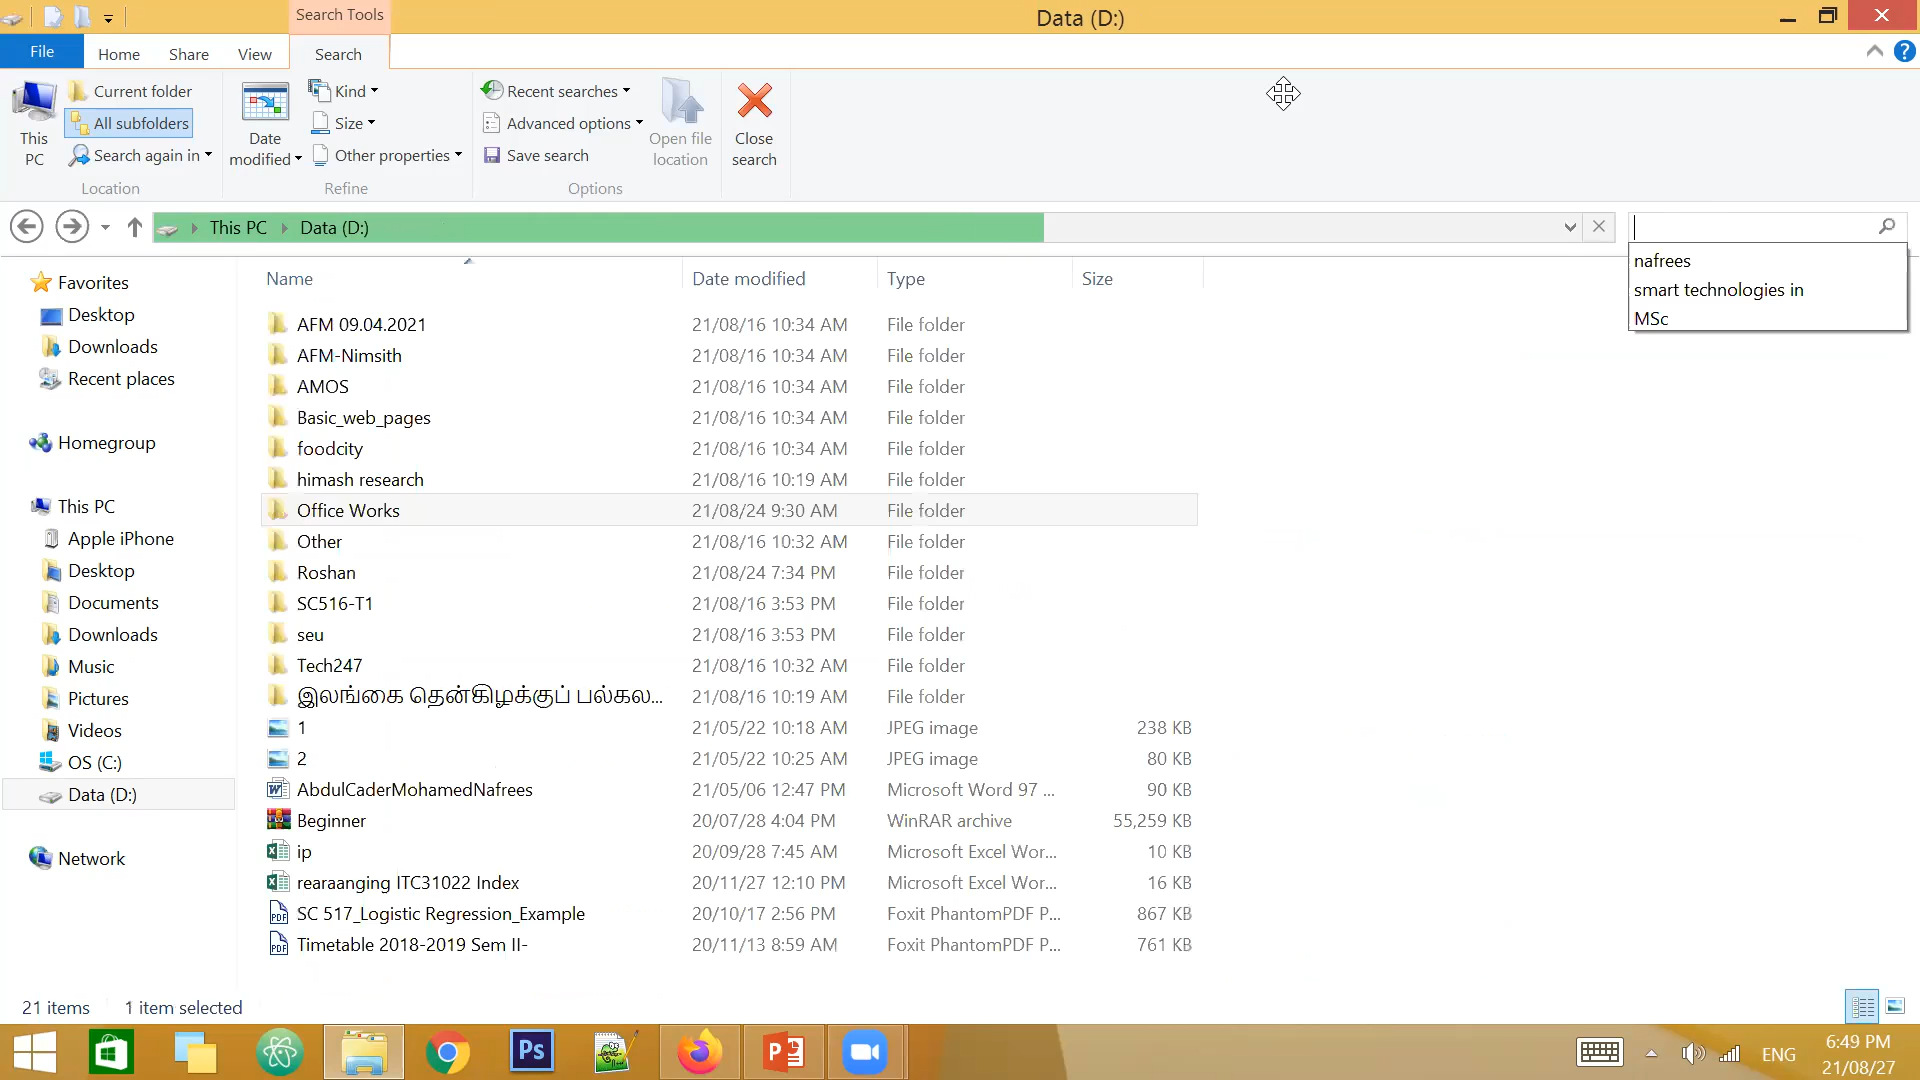 Search Tools
Data (D:)
File
Home
Share
View
Search
This PC
Current folder
All subfolders
Search again in
Location
Date modified
Kind
Size
Other properties
Refine
Recent searches
Advanced options
Save search
Options
Open file location
Close search
This PC
Data (D:)
nafrees
smart technologies in
MSc
Favorites
Desktop
Downloads
Recent places
Homegroup
This PC
Apple iPhone
Desktop
Documents
Downloads
Music
Pictures
Videos
OS (C:)
Data (D:)
Network
Name Date modified Type Size
AFM 09.04.2021 21/08/16 10:34 AM File folder
AFM-Nimsith 21/08/16 10:34 AM File folder
AMOS 21/08/16 10:34 AM File folder
Basic_web_pages 21/08/16 10:34 AM File folder
foodcity 21/08/16 10:34 AM File folder
himash research 21/08/16 10:19 AM File folder
Office Works 21/08/24 9:30 AM File folder
Other 21/08/16 10:32 AM File folder
Roshan 21/08/24 7:34 PM File folder
SC516-T1 21/08/16 3:53 PM File folder
seu 21/08/16 3:53 PM File folder
Tech247 21/08/16 10:32 AM File folder
இலங்கை தென்கிழக்குப் பல்கல... 21/08/16 10:19 AM File folder
1 21/05/22 10:18 AM JPEG image 238 KB
2 21/05/22 10:25 AM JPEG image 80 KB
AbdulCaderMohamedNafrees 21/05/06 12:47 PM Microsoft Word 97 ... 90 KB
Beginner 20/07/28 4:04 PM WinRAR archive 55,259 KB
ip 20/09/28 7:45 AM Microsoft Excel Wor... 10 KB
rearaanging ITC31022 Index 20/11/27 12:10 PM Microsoft Excel Wor... 16 KB
SC 517_Logistic Regression_Example 20/10/17 2:56 PM Foxit PhantomPDF P... 867 KB
Timetable 2018-2019 Sem II- 20/11/13 8:59 AM Foxit PhantomPDF P... 761 KB
21 items 1 item selected
Ps
ENG
6:49 PM
21/08/27